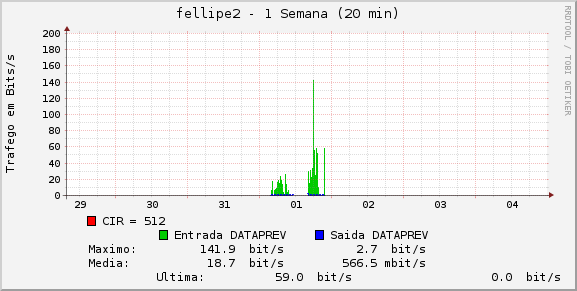 fellipe2 - 1 Semana (20 min)
RRDTOOL / TOBI OETIKER
Trafego em Bits/s
200
180
160
140
120
100
80
60
40
20
0
29 30 31 01 02 03 04
CIR = 512
Entrada DATAPREV Saida DATAPREV
Maximo: 141.9 bit/s 2.7 bit/s
Media: 18.7 bit/s 566.5 mbit/s
Ultima: 59.0 bit/s 0.0 bit/s